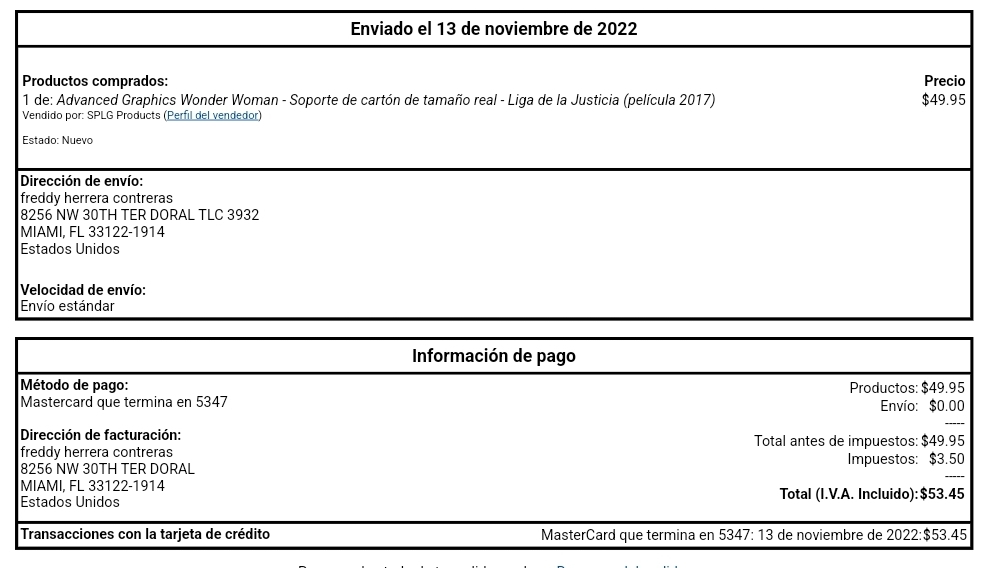 Enviado el 13 de noviembre de 2022
Productos comprados: Precio
1 de: Advanced Graphics Wonder Woman - Soporte de cartón de tamaño real - Liga de la Justicia (película 2017) $49.95
Vendido por: SPLG Products (Perfil del vendedor)
Estado: Nuevo
Dirección de envío:
freddy herrera contreras
8256 NW 30TH TER DORAL TLC 3932
MIAMI, FL 33122-1914
Estados Unidos
Velocidad de envío:
Envío estándar
Información de pago
Método de pago:
Mastercard que termina en 5347
Dirección de facturación:
freddy herrera contreras
8256 NW 30TH TER DORAL
MIAMI, FL 33122-1914
Estados Unidos
Productos: $49.95
Envío: $0.00
-----
Total antes de impuestos: $49.95
Impuestos: $3.50
-----
Total (I.V.A. Incluido): $53.45
Transacciones con la tarjeta de crédito MasterCard que termina en 5347: 13 de noviembre de 2022: $53.45